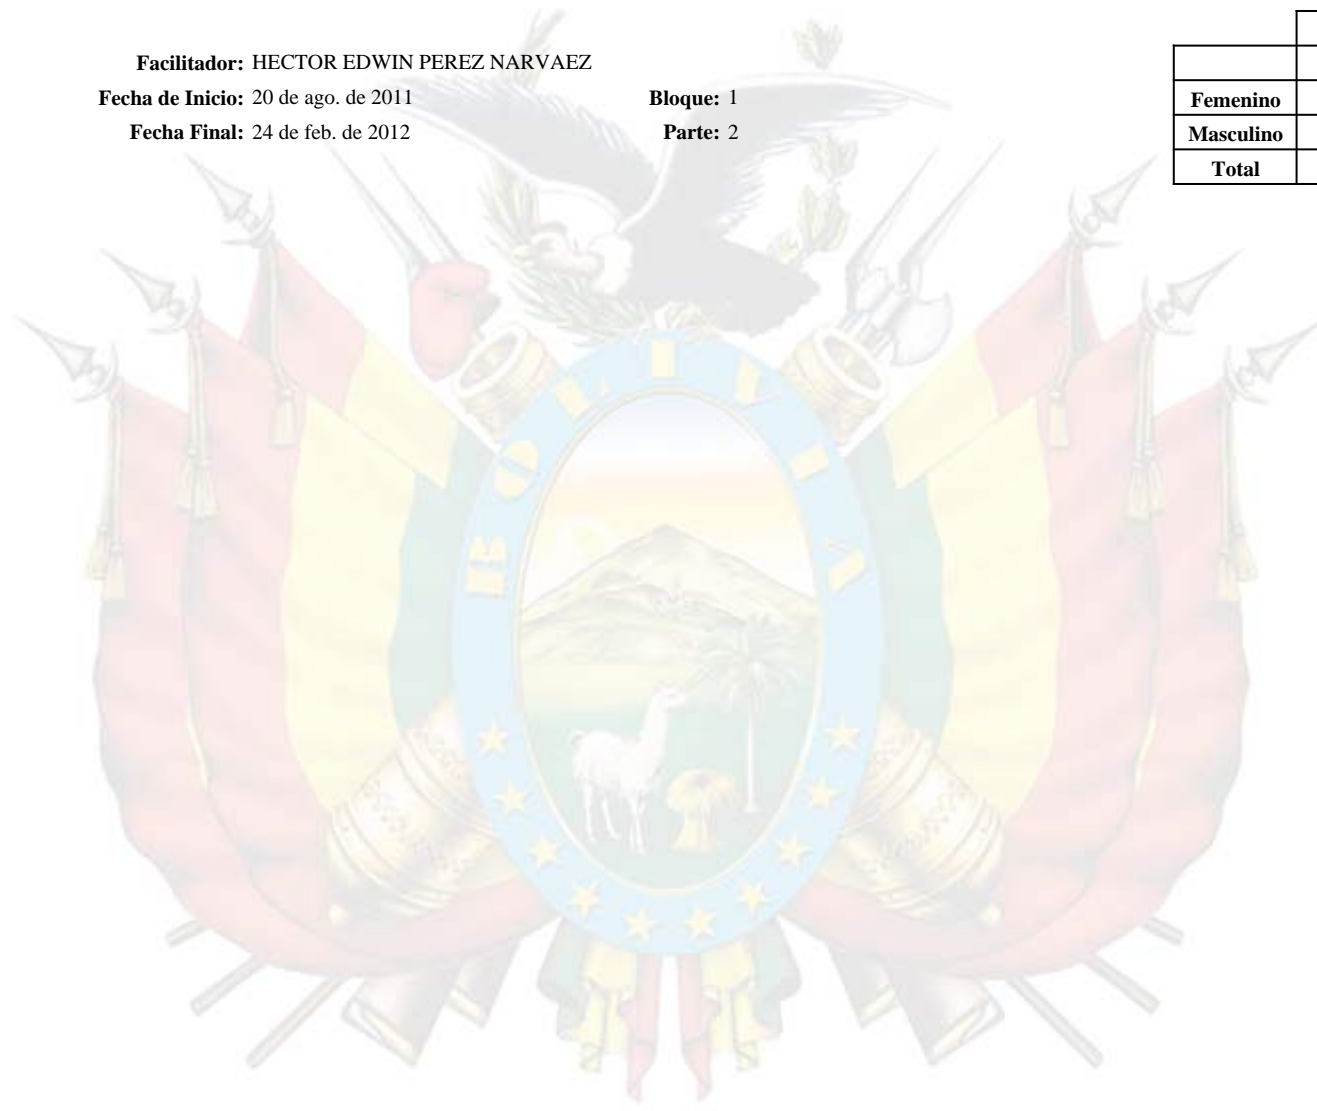 Facilitador: HECTOR EDWIN PEREZ NARVAEZ
Fecha de Inicio: 20 de ago. de 2011 Bloque: 1
Fecha Final: 24 de feb. de 2012 Parte: 2
Femenino
Masculino
Total
BOLIVIA